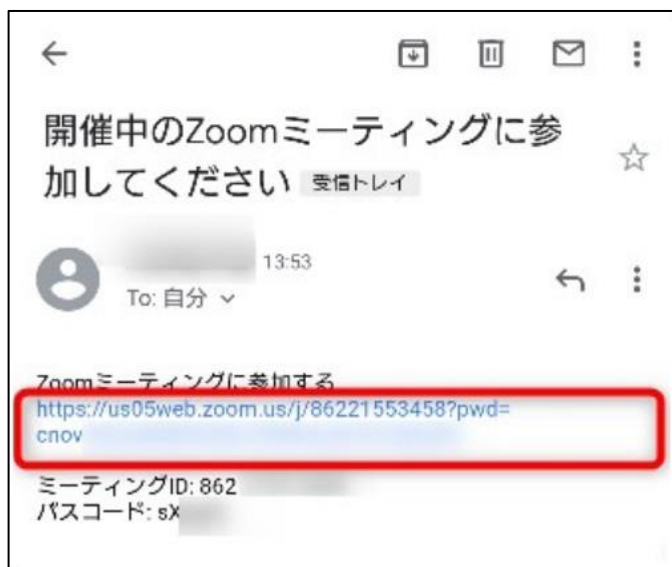 開催中のZoomミーティングに参
加してください 受信トレイ
13:53
To: 自分
Zoomミーティングに参加する
https://us05web.zoom.us/j/86221553458?pwd=
cnov
ミーティングID: 862
パスコード: sX